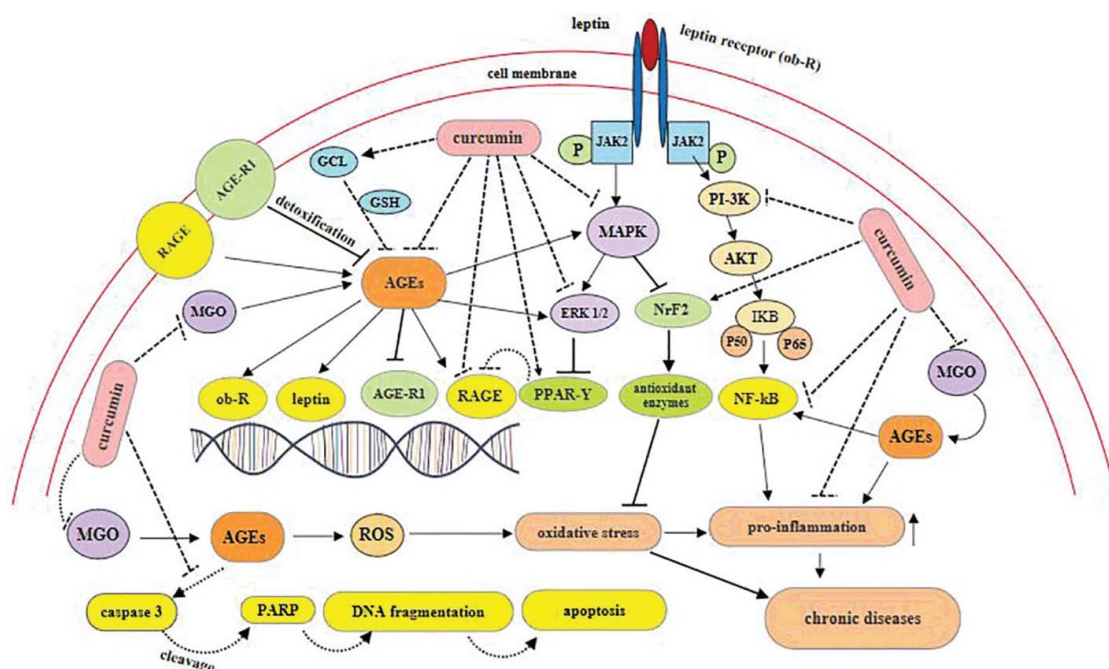 leptin
leptin receptor (ob-R)
cell membrane
curcumin
P
JAK2
JAK2
P
GCL
GSH
AGE-R1
RAGE
detoxification
PI-3K
MAPK
AKT
curcumin
AGEs
MGO
ERK 1/2
NrF2
IKB
P50
P65
MGO
curcumin
ob-R
leptin
AGE-R1
RAGE
PPAR-Y
antioxidant
enzymes
NF-kB
AGEs
MGO
AGEs
ROS
oxidative stress
pro-inflammation
caspase 3
PARP
DNA fragmentation
apoptosis
chronic diseases
cleavage